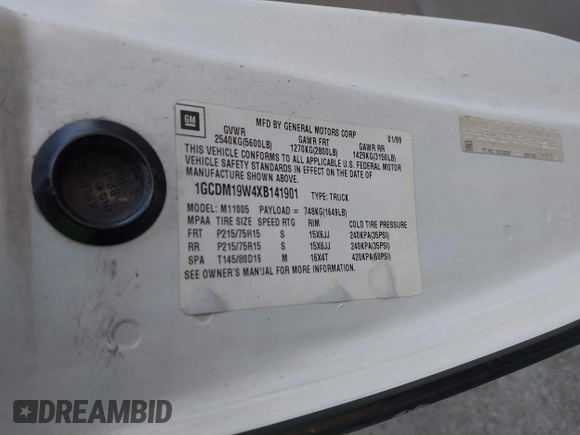 GM
MFD BY GENERAL MOTORS CORP 01/99
GVWR GAWR FRT GAWR RR
2540KG(5600LB) 1270KG(2800LB) 1429KG(3150LB)
THIS VEHICLE CONFORMS TO ALL APPLICABLE U.S. FEDERAL MOTOR
VEHICLE SAFETY STANDARDS IN EFFECT ON THE DATE OF
MANUFACTURE SHOWN ABOVE.
1GCDM19W4XB141901 TYPE: TRUCK
MODEL: M11005 PAYLOAD = 748KG(1649LB)
MPAA TIRE SIZE SPEED RTG RIM COLD TIRE PRESSURE
FRT P215/75R15 S 15X6JJ 240KPA(35PSI)
RR P215/75R15 S 15X6JJ 240KPA(35PSI)
SPA T145/80D16 M 16X4T 420KPA(60PSI)
SEE OWNER'S MANUAL FOR MORE INFORMATION.
DREAMBID